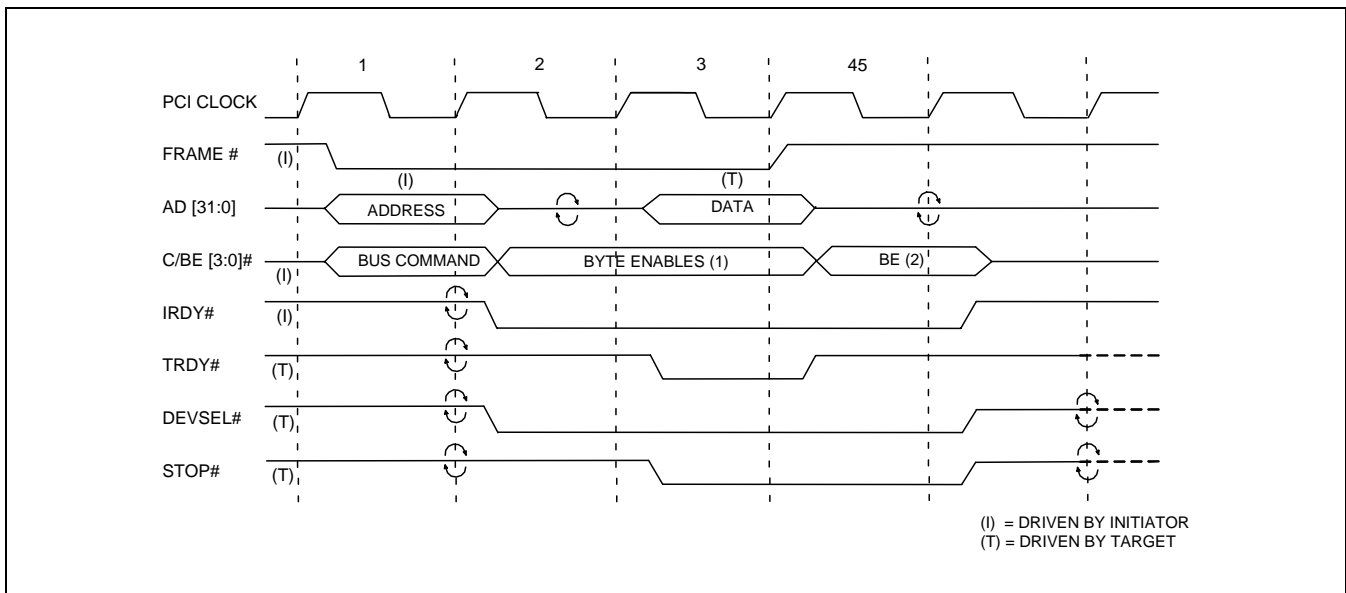 1 2 3 45
PCI CLOCK
FRAME # (I)
(I) (T)
AD [31:0] ADDRESS DATA
C/BE [3:0]# (I) BUS COMMAND BYTE ENABLES (1) BE (2)
IRDY# (I)
TRDY# (T)
DEVSEL# (T)
STOP# (T)
(I) = DRIVEN BY INITIATOR
(T) = DRIVEN BY TARGET